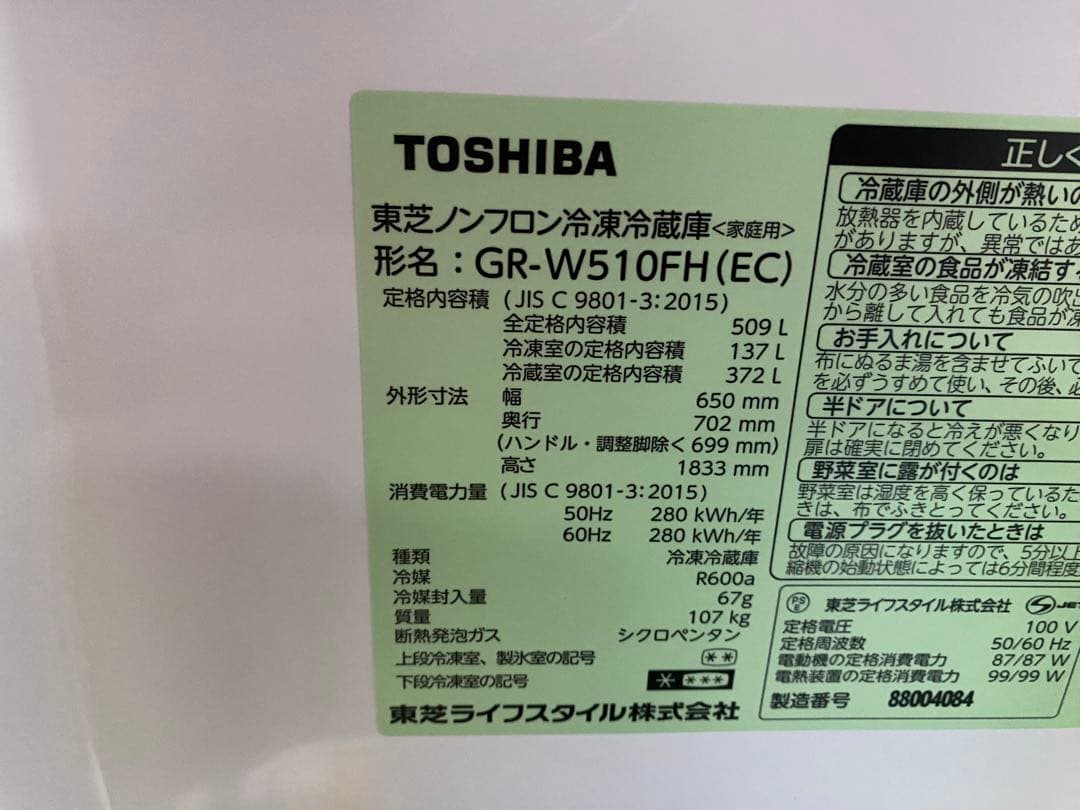 TOSHIBA
東芝ノンフロン冷凍冷蔵庫<家庭用>
形名：GR-W510FH(EC)
定格内容積 (JIS C 9801-3:2015)
全定格内容積 509 L
冷凍室の定格内容積 137 L
冷蔵室の定格内容積 372 L
外形寸法 幅 650 mm
奥行 702 mm
(ハンドル・調整脚除く 699 mm)
高さ 1833 mm
消費電力量 (JIS C 9801-3:2015)
50Hz 280 kWh/年
60Hz 280 kWh/年
種類 冷凍冷蔵庫
冷媒 R600a
冷媒封入量 67g
質量 107 kg
断熱発泡ガス シクロペンタン
上段冷凍室、製氷室の記号 **
下段冷凍室の記号 * ***
東芝ライフスタイル株式会社
正しく
冷蔵庫の外側が熱いの
放熱器を内蔵しているため
がありますが、異常ではあ
冷蔵室の食品が凍結する
水分の多い食品を冷気の吹出
から離して入れても食品が凍
お手入れについて
布にぬるま湯を含ませてふいて
を必ずうすめて使い、その後、必
半ドアについて
半ドアになると冷えが悪くなり
扉は確実に閉めてください。
野菜室に露が付くのは
野菜室は湿度を高く保っているた
きは、布でふきとってください。
電源プラグを抜いたときは
故障の原因になりますので、5分以上
縮機の始動状態によっては6分間程度
PS E 東芝ライフスタイル株式会社 JET
定格電圧 100 V
定格周波数 50/60 Hz
電動機の定格消費電力 87/87 W
電熱装置の定格消費電力 99/99 W
製造番号 88004084